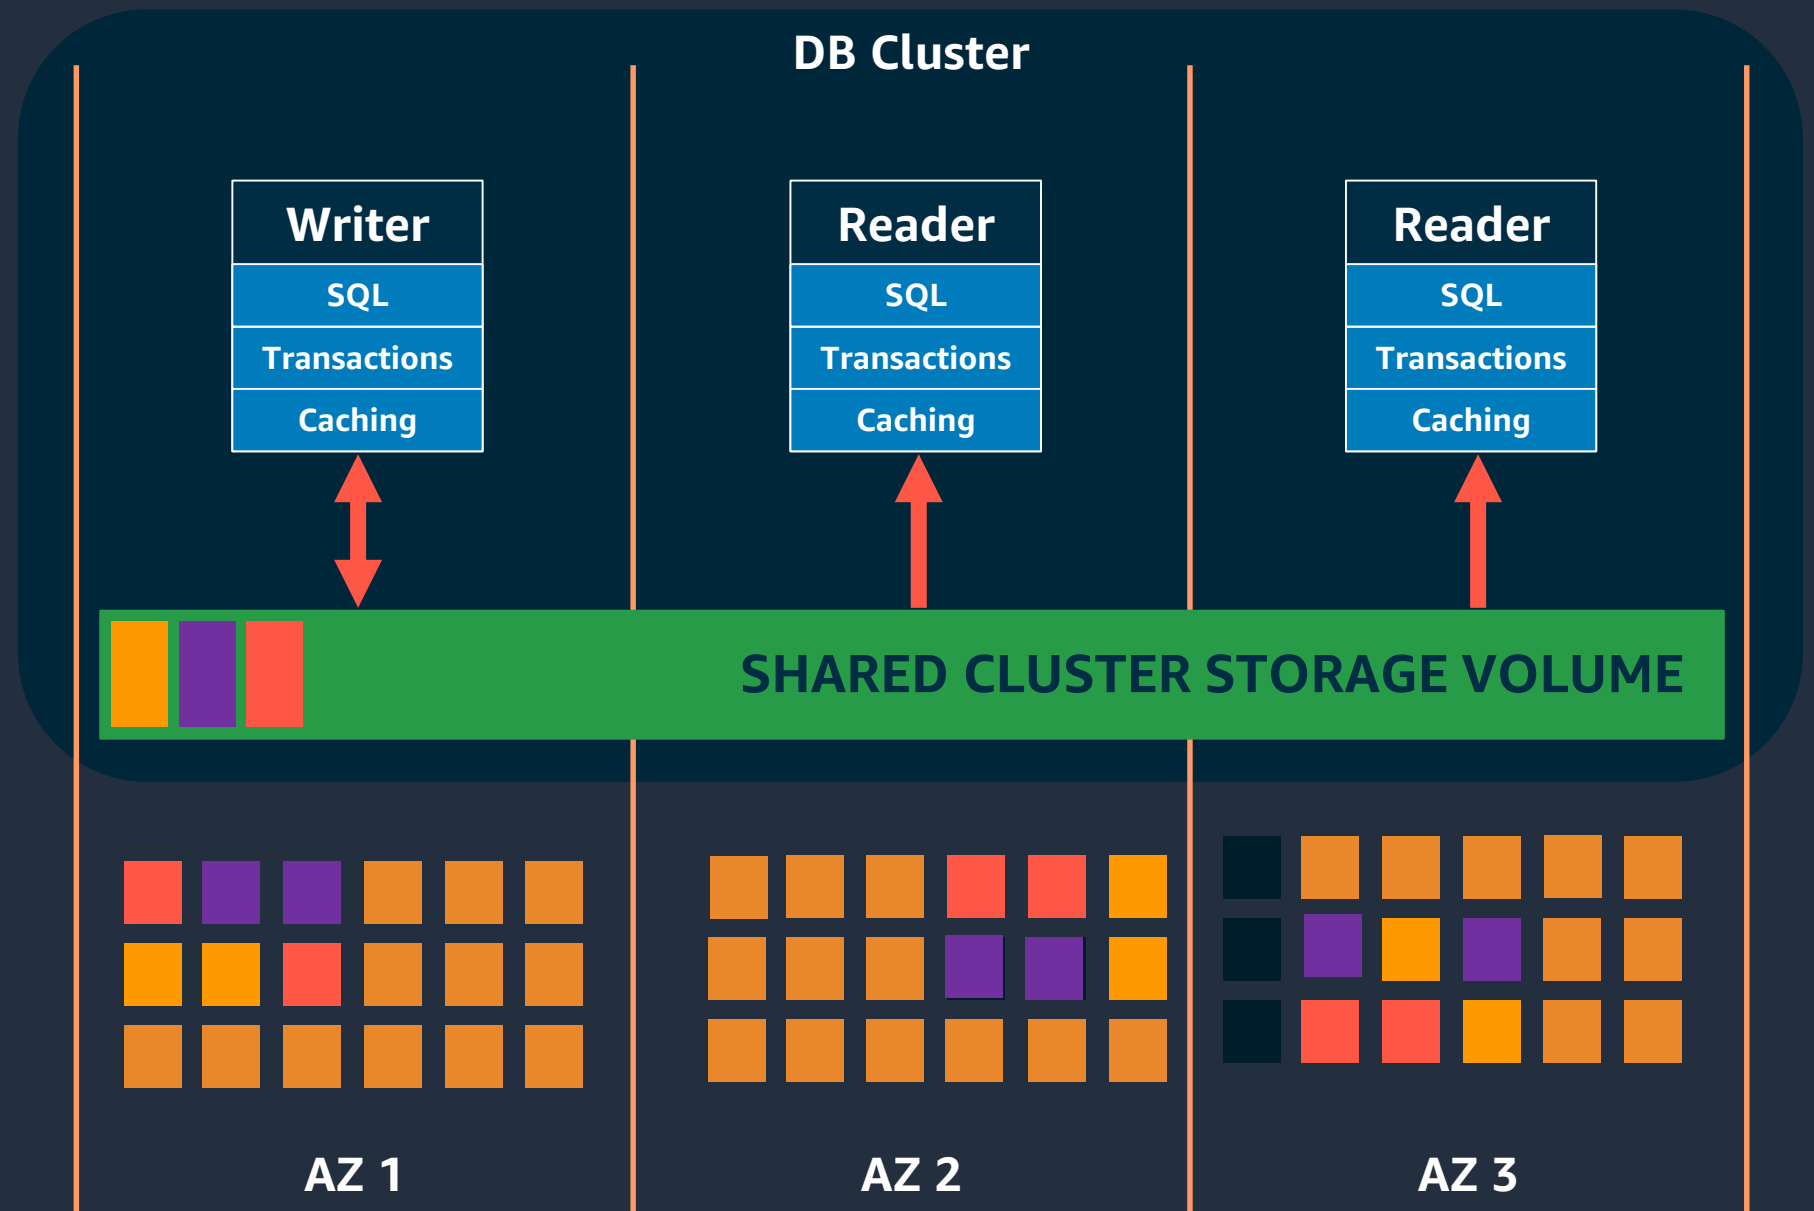 DB Cluster
Writer
SQL
Transactions
Caching
Reader
SQL
Transactions
Caching
Reader
SQL
Transactions
Caching
SHARED CLUSTER STORAGE VOLUME
AZ 1
AZ 2
AZ 3